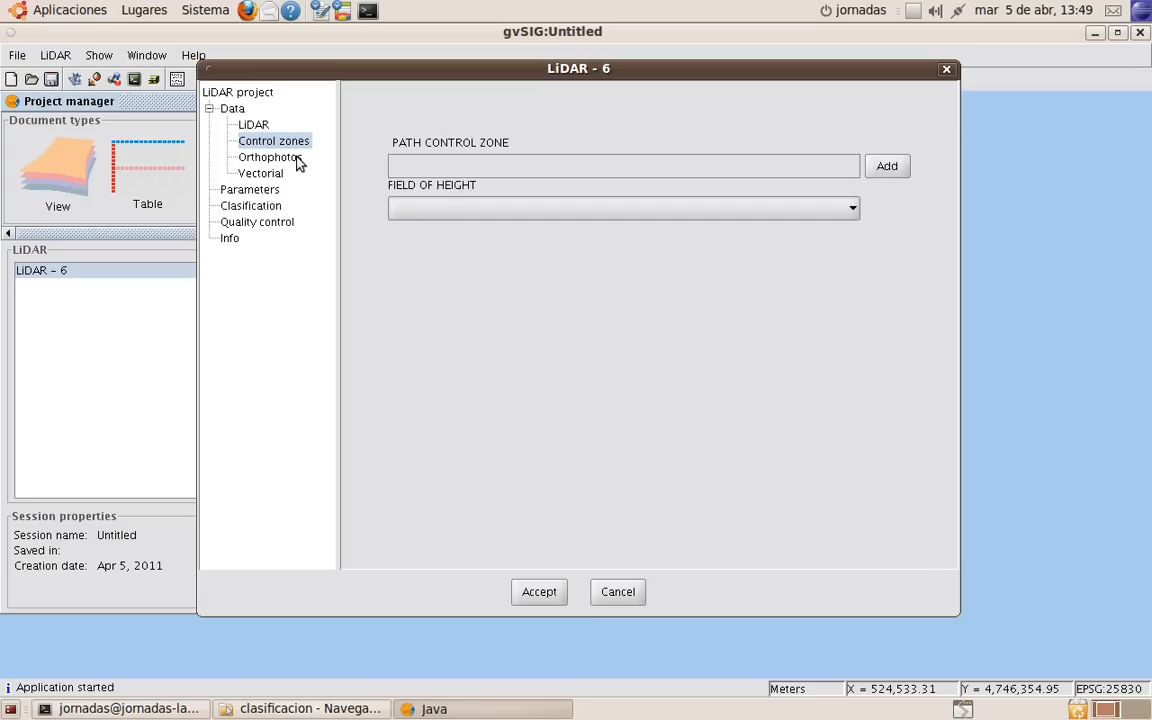 Aplicaciones Lugares Sistema jornadas mar 5 de abr, 13:49
gvSIG:Untitled
File LiDAR Show Window Help
LiDAR - 6
Project manager
Document types
View
Table
LiDAR
LiDAR - 6
Session properties
Session name: Untitled
Saved in:
Creation date: Apr 5, 2011
LiDAR project
Data
LiDAR
Control zones
Orthophotos
Vectorial
Parameters
Clasification
Quality control
Info
PATH CONTROL ZONE
Add
FIELD OF HEIGHT
Accept Cancel
Application started Meters X = 524,533.31 Y = 4,746,354.95 EPSG:25830
jornadas@jornadas-la... clasificacion - Navega... Java